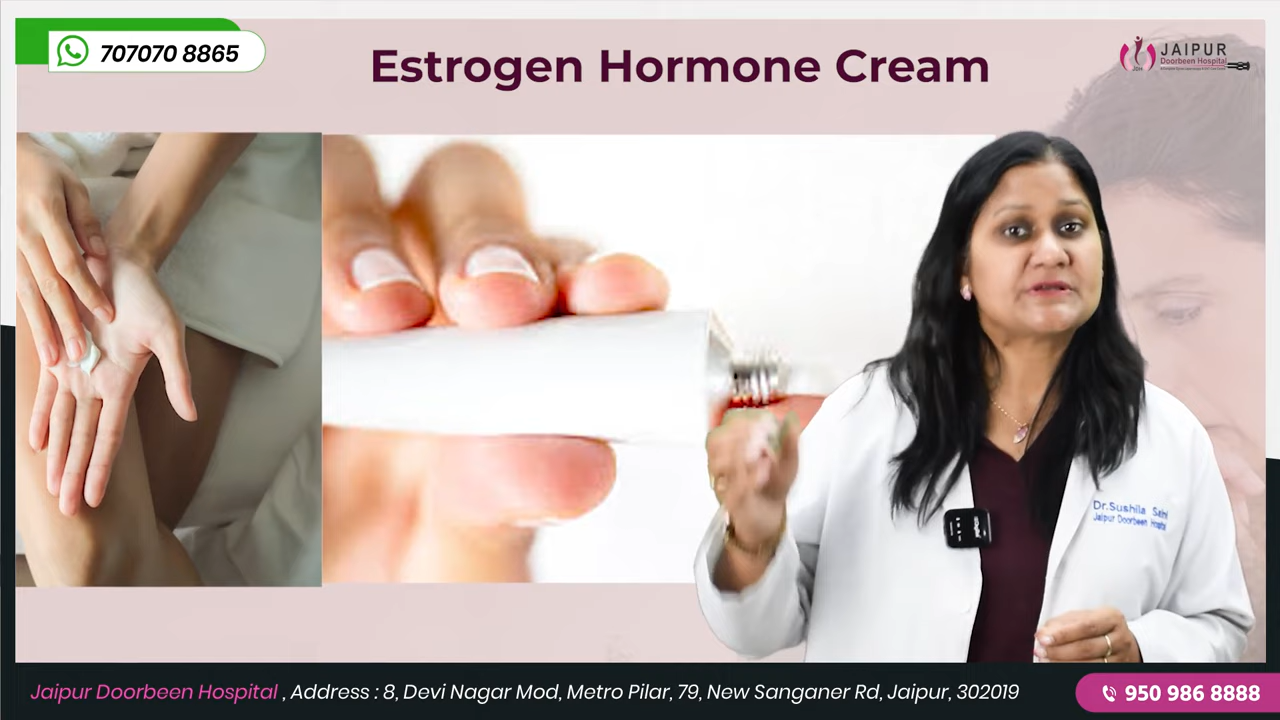 707070 8865
Estrogen Hormone Cream
JAIPUR
Doorbeen Hospital
JDH
Dr.Sushila Saini
Jaipur Doorbeen Hospital
Jaipur Doorbeen Hospital , Address : 8, Devi Nagar Mod, Metro Pilar, 79, New Sanganer Rd, Jaipur, 302019
950 986 8888